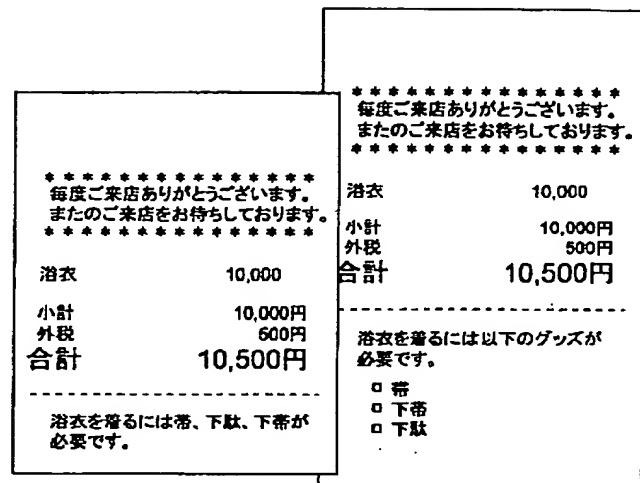 * * * * * * * * * * * * * * *
毎度ご来店ありがとうございます。
またのご来店をお待ちしております。
* * * * * * * * * * * * * * *
浴衣 10,000
小計 10,000円
外税 500円
合計 10,500円
浴衣を着るには帯、下駄、下帯が
必要です。
* * * * * * * * * * * * * * *
毎度ご来店ありがとうございます。
またのご来店をお待ちしております。
* * * * * * * * * * * * * * *
浴衣 10,000
小計 10,000円
外税 500円
合計 10,500円
浴衣を着るには以下のグッズが
必要です。
□ 帯
□ 下帯
□ 下駄